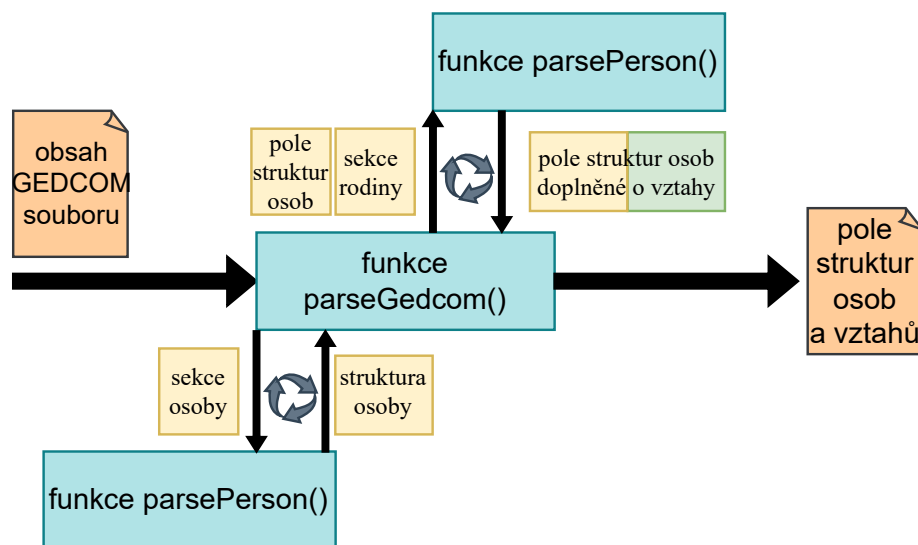 funkce parsePerson()
obsah
GEDCOM
souboru
pole
struktur
osob
sekce
rodiny
pole struktur osob
doplněné o vztahy
funkce
parseGedcom()
pole
struktur
osob
a vztahů
sekce
osoby
struktura
osoby
funkce parsePerson()